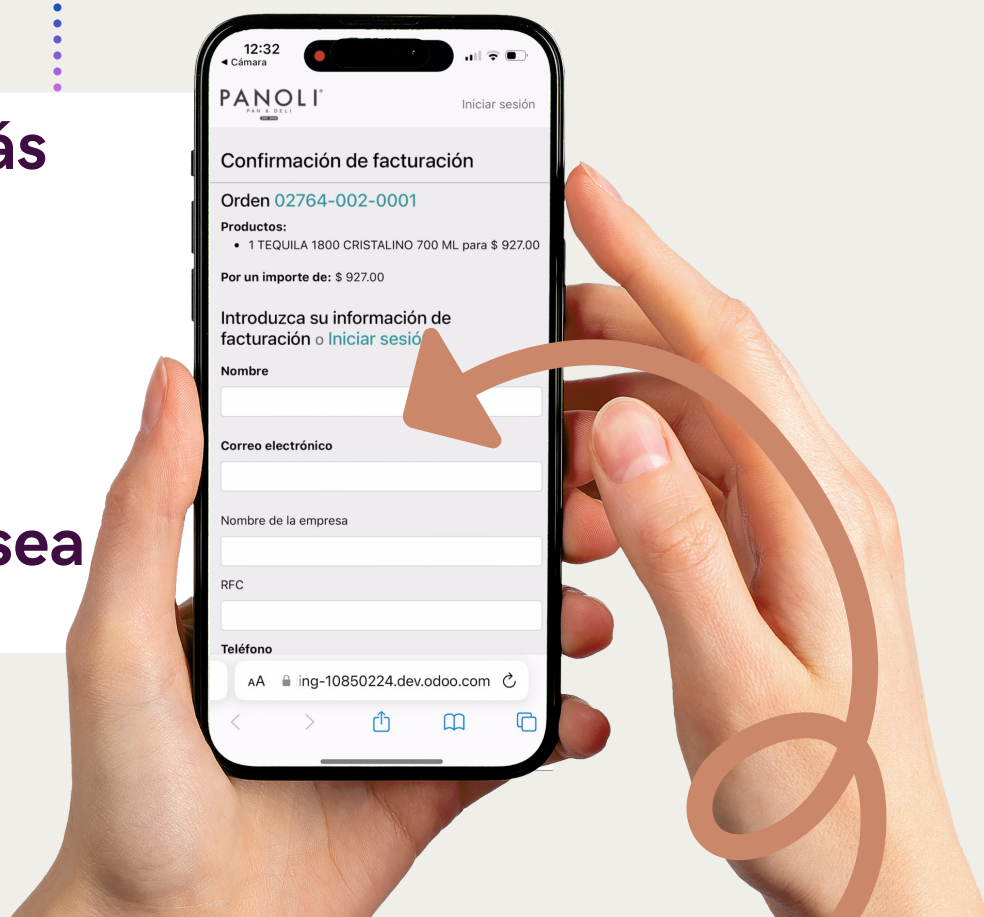 ás
sea
12:32
◀ Cámara
PANOLI
PAN & DELI
Iniciar sesión
Confirmación de facturación
Orden 02764-002-0001
Productos:
• 1 TEQUILA 1800 CRISTALINO 700 ML para $ 927.00
Por un importe de: $ 927.00
Introduzca su información de
facturación o Iniciar sesió
Nombre
Correo electrónico
Nombre de la empresa
RFC
Teléfono
AA ing-10850224.dev.odoo.com